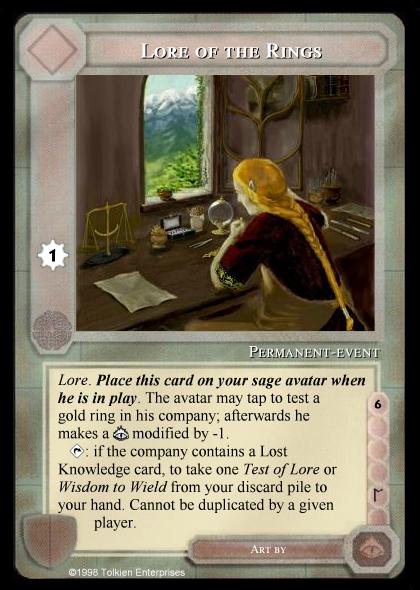 Lore of the Rings
1
Permanent-event
Lore. Place this card on your sage avatar when
he is in play. The avatar may tap to test a
gold ring in his company; afterwards he
makes a modified by -1.
: if the company contains a Lost
Knowledge card, to take one Test of Lore or
Wisdom to Wield from your discard pile to
your hand. Cannot be duplicated by a given
player.
6
Art by
©1998 Tolkien Enterprises